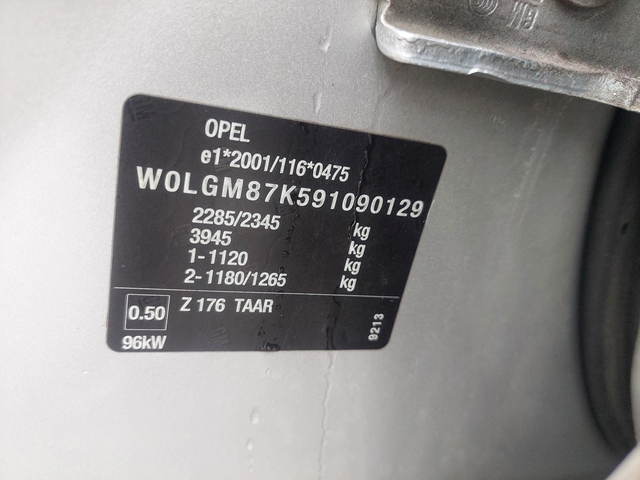 OPEL
e1*2001/116*0475
W0LGM87K591090129
2285/2345 kg
3945 kg
1-1120 kg
2-1180/1265 kg
0.50 Z 176 TAAR
96kW 9213